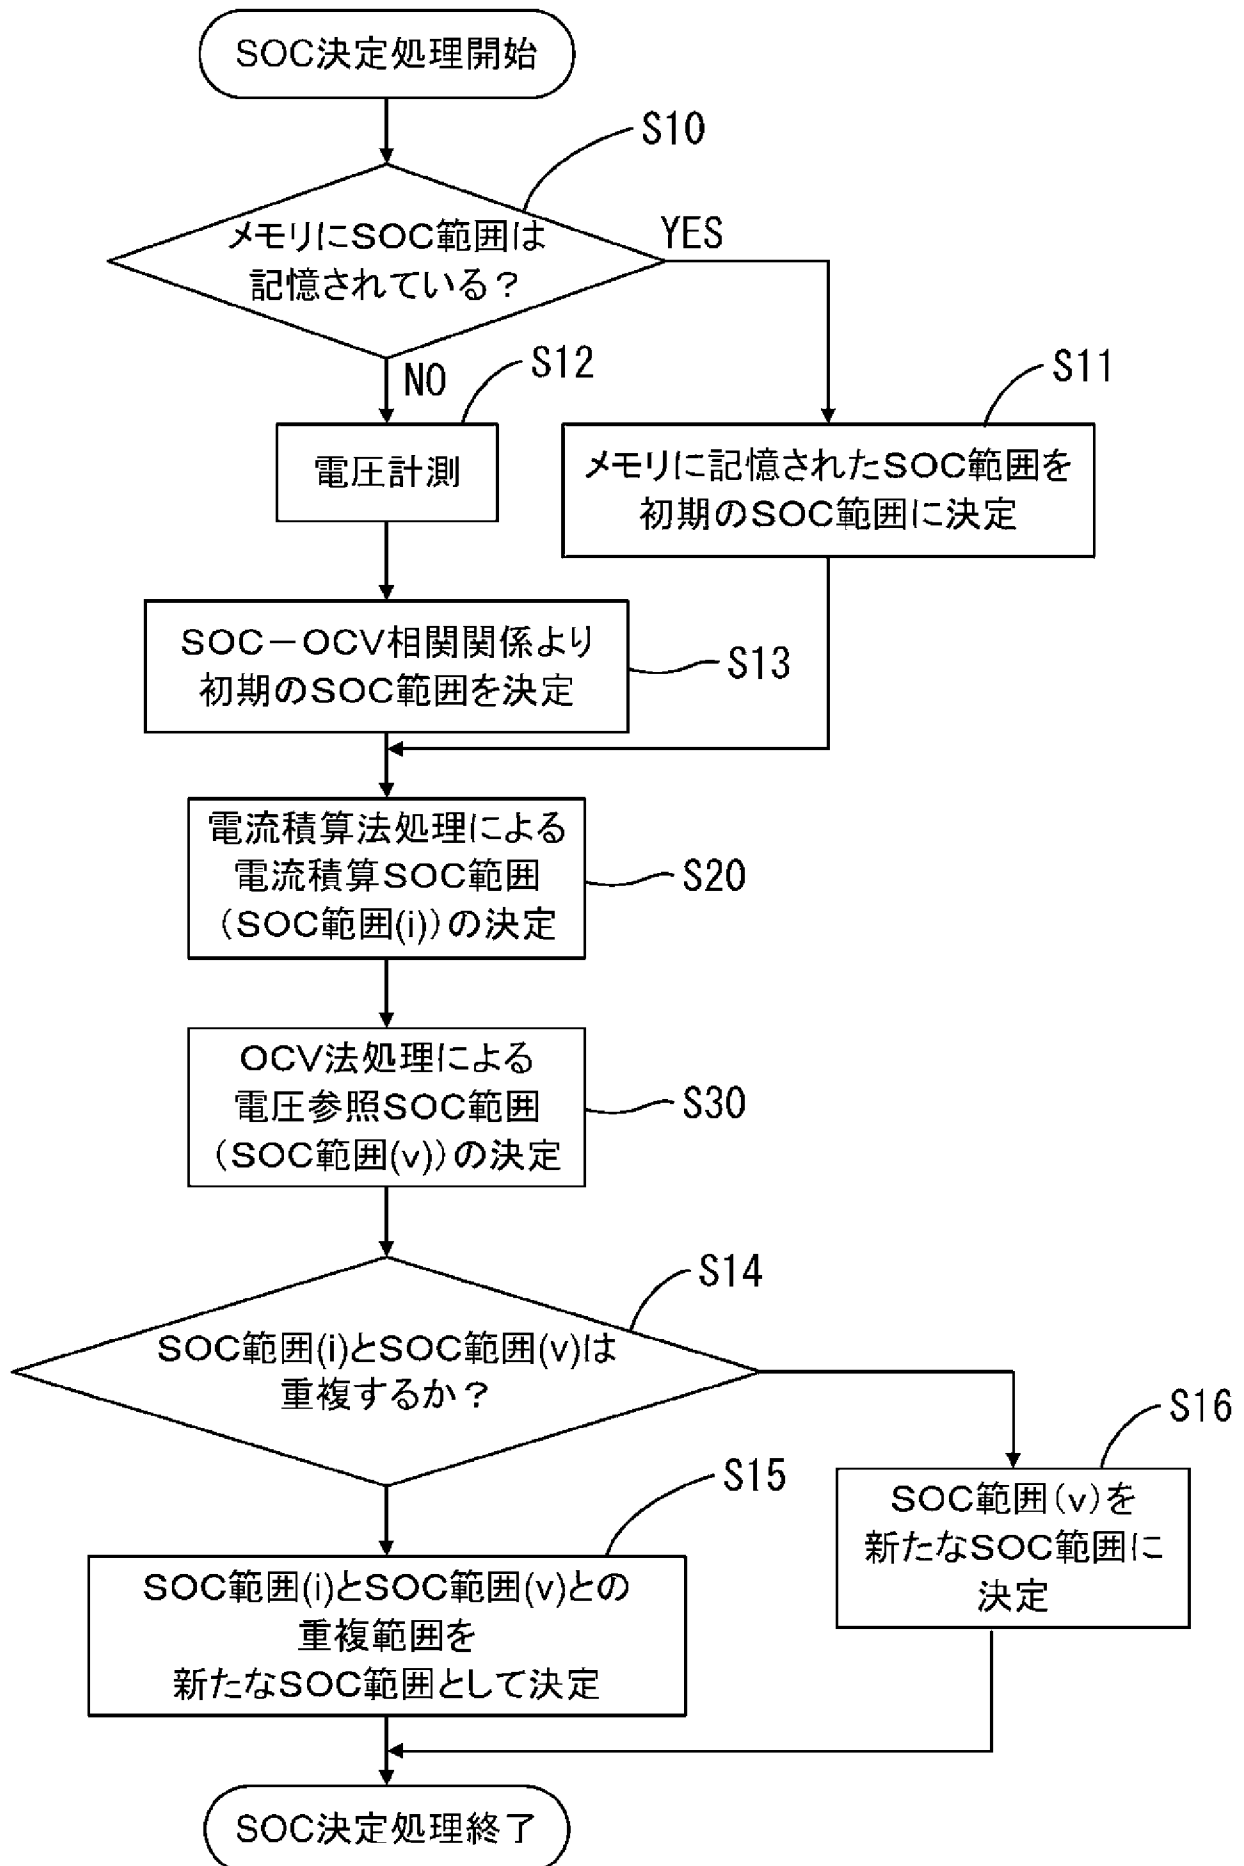 SOC決定処理開始
S10
メモリにSOC範囲は
記憶されている？
YES
NO
S12
S11
電圧計測
メモリに記憶されたSOC範囲を
初期のSOC範囲に決定
SOC－OCV相関関係より
初期のSOC範囲を決定
S13
電流積算法処理による
電流積算SOC範囲
（SOC範囲(i)）の決定
S20
OCV法処理による
電圧参照SOC範囲
（SOC範囲(v)）の決定
S30
S14
SOC範囲(i)とSOC範囲(v)は
重複するか？
S16
S15
SOC範囲（v）を
新たなSOC範囲に
決定
SOC範囲(i)とSOC範囲(v)との
重複範囲を
新たなSOC範囲として決定
SOC決定処理終了